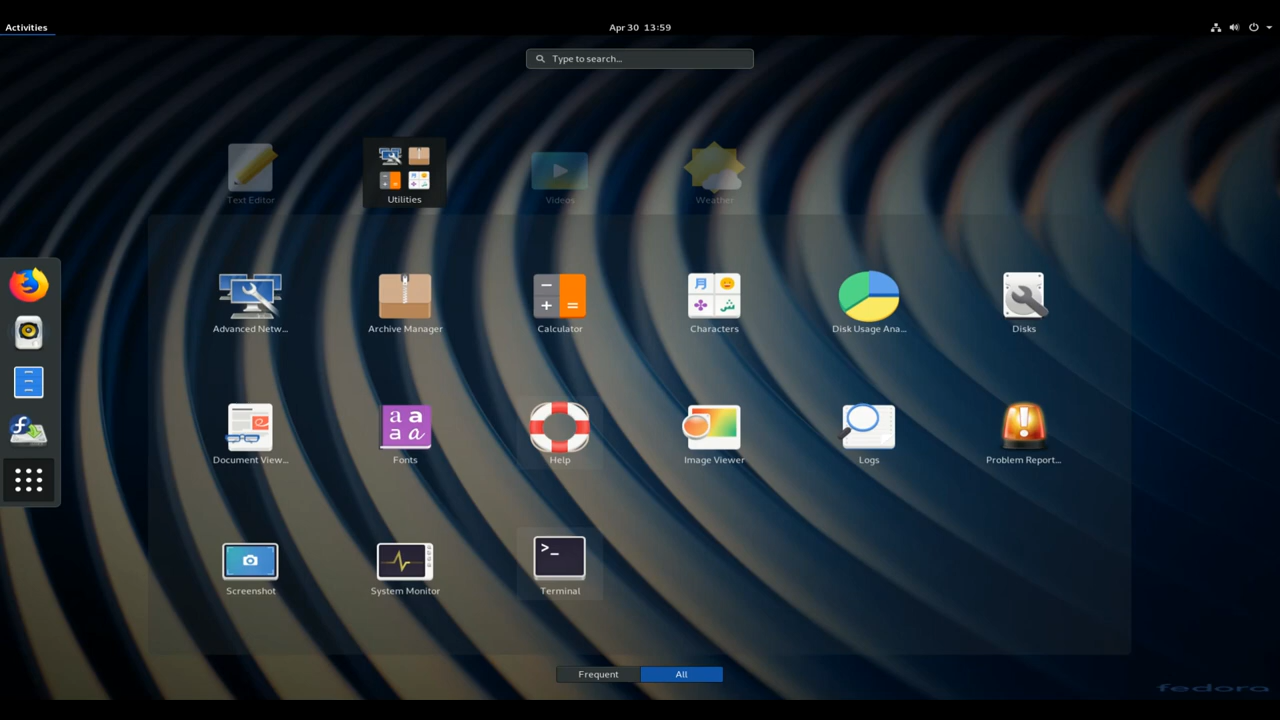 Activities
Apr 30 13:59
Type to search...
Text Editor
Utilities
Videos
Weather
Advanced Netw...
Archive Manager
Calculator
Characters
Disk Usage Ana...
Disks
Document View...
Fonts
Help
Image Viewer
Logs
Problem Report...
Screenshot
System Monitor
Terminal
Frequent
All
fedora